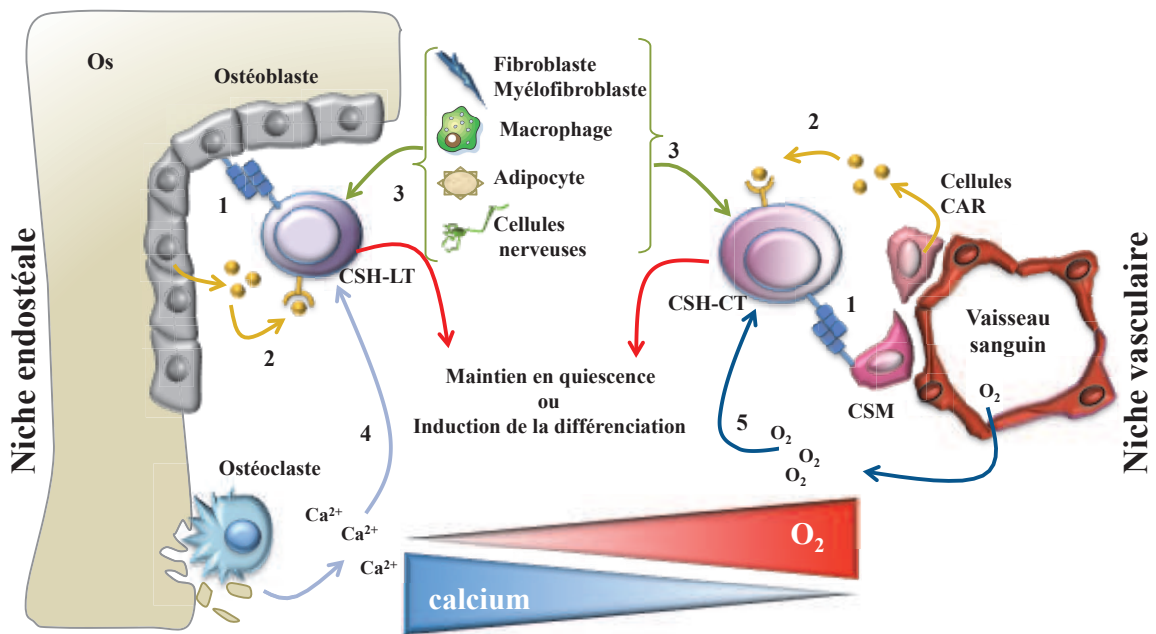 Niche endostéale
Os
Ostéoblaste
1
2
3
CSH-LT
4
Ostéoclaste
Ca²⁺
Ca²⁺
Ca²⁺
Fibroblaste
Myélofibroblaste
Macrophage
Adipocyte
Cellules
nerveuses
Maintien en quiescence
ou
Induction de la différenciation
3
2
Cellules
CAR
CSH-CT
1
CSM
Vaisseau
sanguin
O₂
5
O₂
O₂
O₂
O₂
calcium
Niche vasculaire